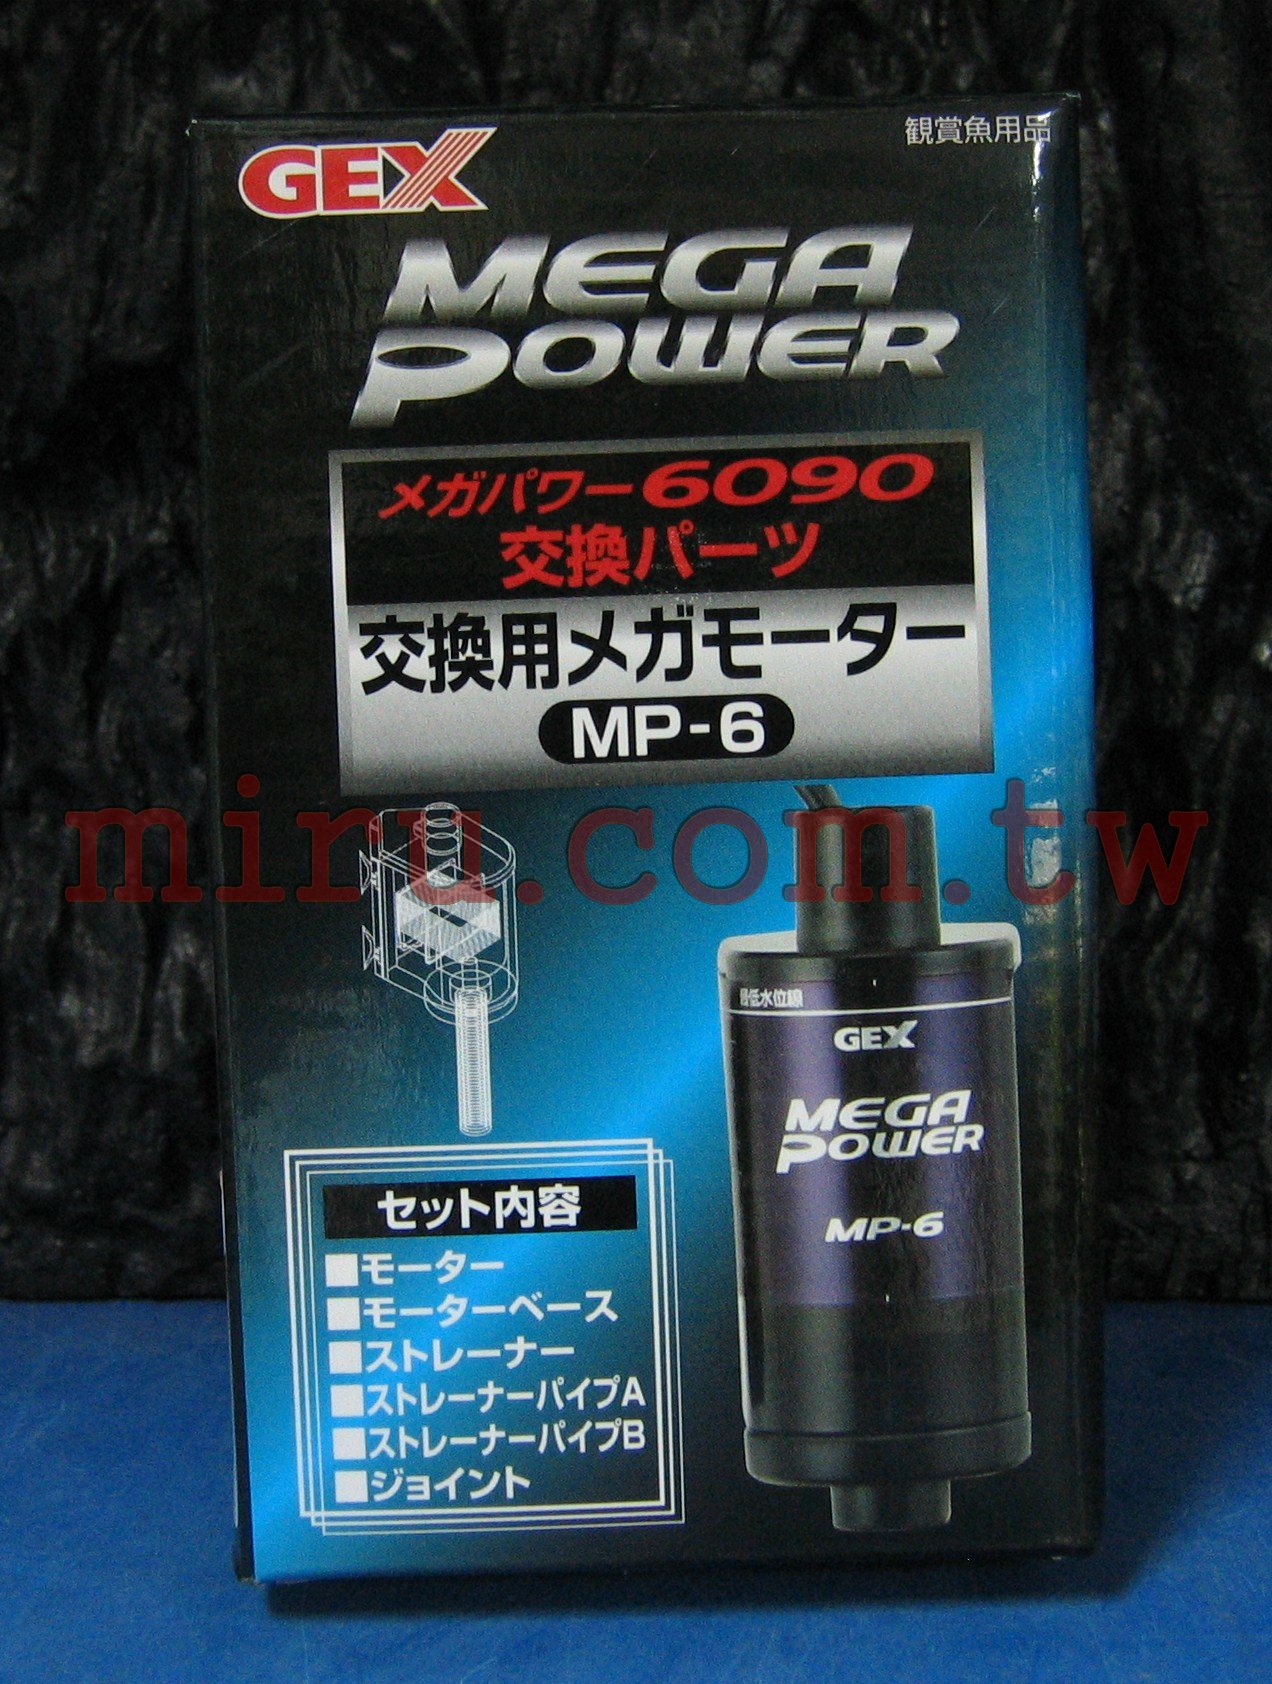 GEX
観賞魚用品
MEGA
POWER
メガパワー6090
交換パーツ
交換用メガモーター
MP-6
miru.com.tw
最低水位線
GEX
MEGA
POWER
MP-6
セット内容
■モーター
■モーターベース
■ストレーナー
■ストレーナーパイプA
■ストレーナーパイプB
■ジョイント